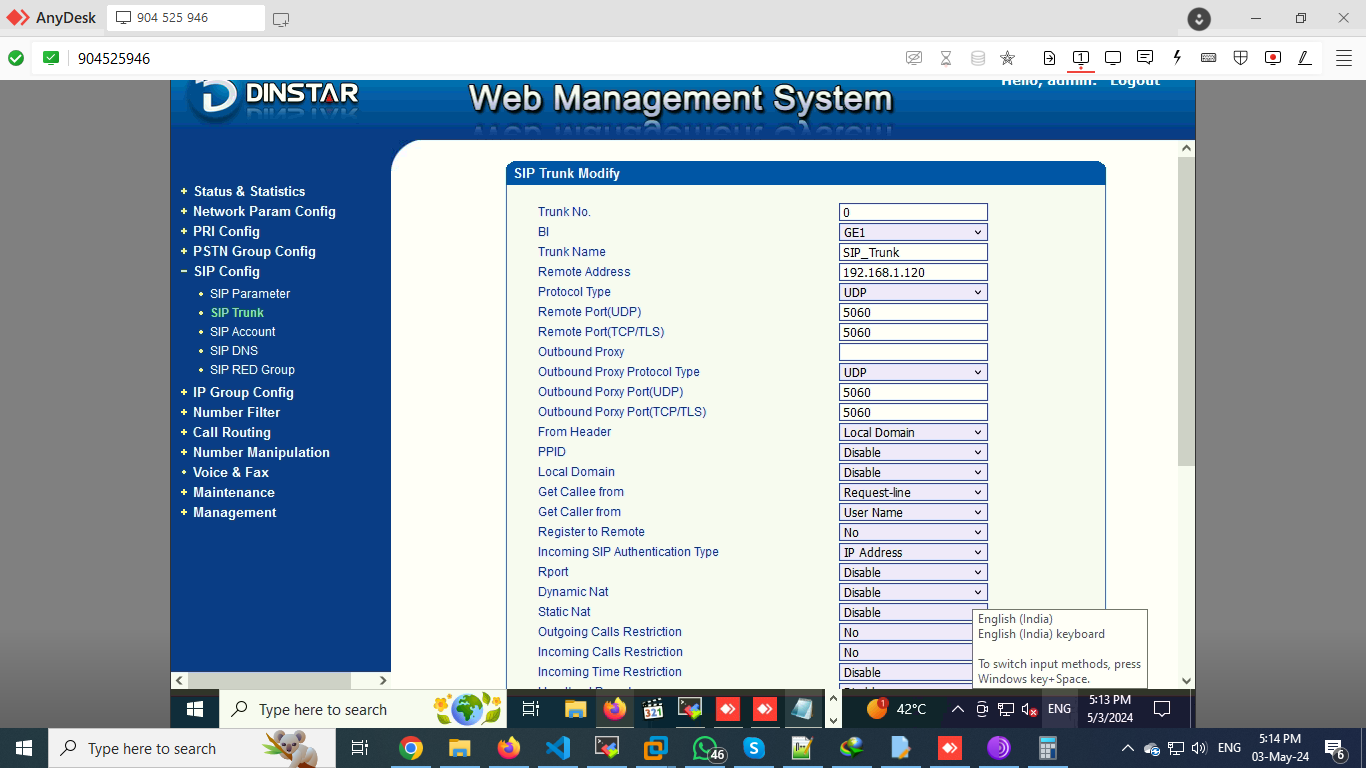 AnyDesk
904 525 946
904525946
DINSTAR
Web Management System
Hello, admin. Logout
Status & Statistics
Network Param Config
PRI Config
PSTN Group Config
SIP Config
SIP Parameter
SIP Trunk
SIP Account
SIP DNS
SIP RED Group
IP Group Config
Number Filter
Call Routing
Number Manipulation
Voice & Fax
Maintenance
Management
SIP Trunk Modify
Trunk No. 0
BI GE1
Trunk Name SIP_Trunk
Remote Address 192.168.1.120
Protocol Type UDP
Remote Port(UDP) 5060
Remote Port(TCP/TLS) 5060
Outbound Proxy
Outbound Proxy Protocol Type UDP
Outbound Porxy Port(UDP) 5060
Outbound Porxy Port(TCP/TLS) 5060
From Header Local Domain
PPID Disable
Local Domain Disable
Get Callee from Request-line
Get Caller from User Name
Register to Remote No
Incoming SIP Authentication Type IP Address
Rport Disable
Dynamic Nat Disable
Static Nat Disable
Outgoing Calls Restriction No
Incoming Calls Restriction No
Incoming Time Restriction Disable
English (India)
English (India) keyboard
To switch input methods, press
Windows key+Space.
Type here to search
321
1
42°C
ENG
5:13 PM
5/3/2024
Type here to search
46
ENG
5:14 PM
03-May-24
6